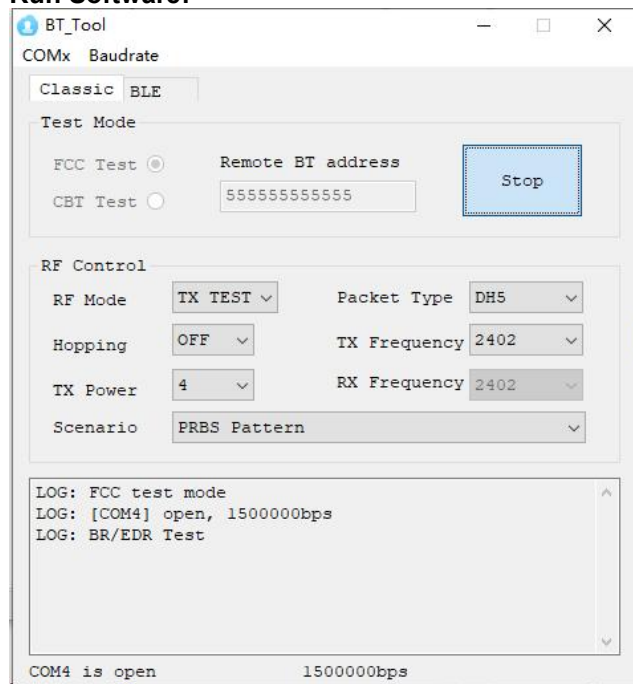 Run Software:
BT_Tool
COMx Baudrate
Classic BLE
Test Mode
FCC Test Remote BT address
CBT Test 555555555555
Stop
RF Control
RF Mode TX TEST Packet Type DH5
Hopping OFF TX Frequency 2402
TX Power 4 RX Frequency 2402
Scenario PRBS Pattern
LOG: FCC test mode
LOG: [COM4] open, 1500000bps
LOG: BR/EDR Test
COM4 is open 1500000bps